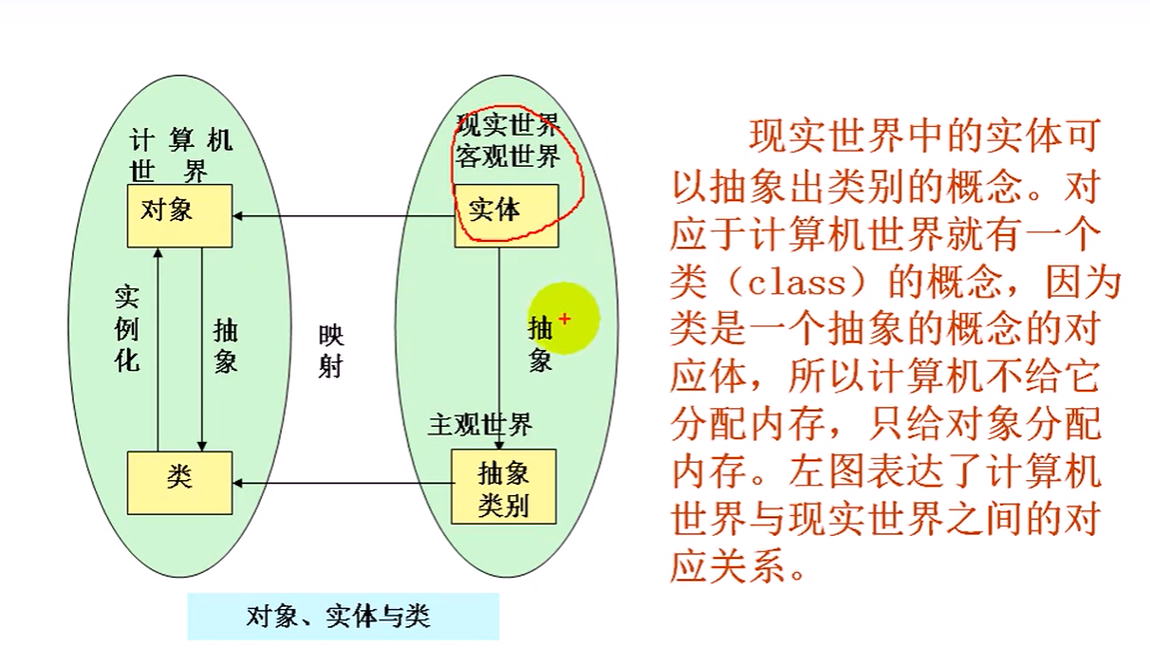 计 算 机
世 界
对象
实例化
抽象
类
映射
现实世界
客观世界
实体
抽象
主观世界
抽象
类别
对象、实体与类
现实世界中的实体可
以抽象出类别的概念。对
应于计算机世界就有一个
类（class）的概念，因为
类是一个抽象的概念的对
应体，所以计算机不给它
分配内存，只给对象分配
内存。左图表达了计算机
世界与现实世界之间的对
应关系。